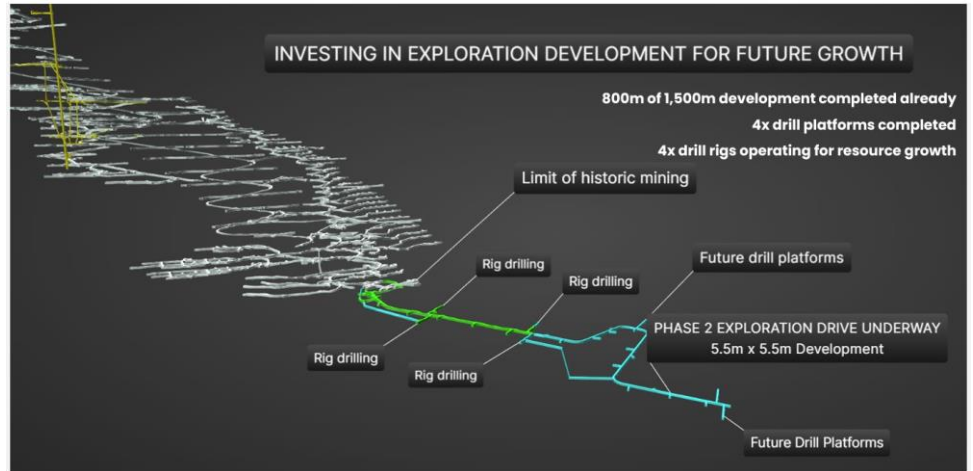 INVESTING IN EXPLORATION DEVELOPMENT FOR FUTURE GROWTH
800m of 1,500m development completed already
4x drill platforms completed
4x drill rigs operating for resource growth
Limit of historic mining
Rig drilling
Rig drilling
Future drill platforms
PHASE 2 EXPLORATION DRIVE UNDERWAY
5.5m x 5.5m Development
Rig drilling
Rig drilling
Future Drill Platforms